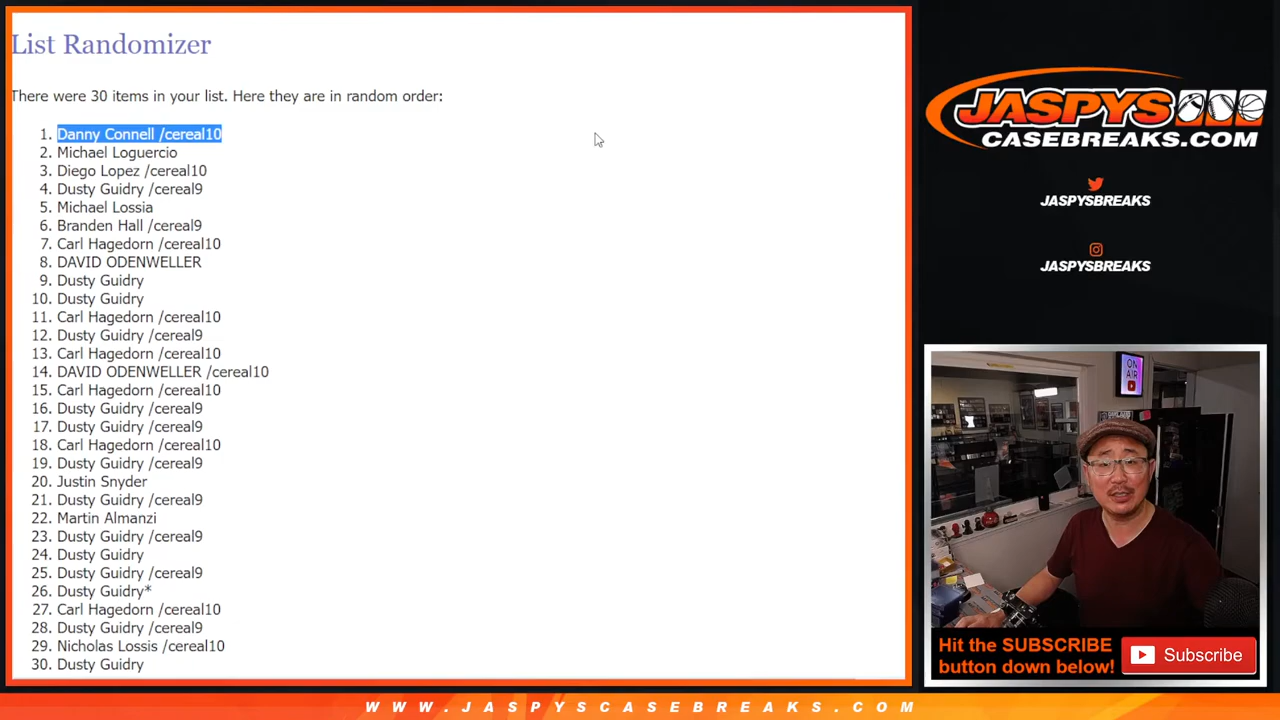 List Randomizer
There were 30 items in your list. Here they are in random order:
1. Danny Connell /cereal10
2. Michael Loguercio
3. Diego Lopez /cereal10
4. Dusty Guidry /cereal9
5. Michael Lossia
6. Branden Hall /cereal9
7. Carl Hagedorn /cereal10
8. DAVID ODENWELLER
9. Dusty Guidry
10. Dusty Guidry
11. Carl Hagedorn /cereal10
12. Dusty Guidry /cereal9
13. Carl Hagedorn /cereal10
14. DAVID ODENWELLER /cereal10
15. Carl Hagedorn /cereal10
16. Dusty Guidry /cereal9
17. Dusty Guidry /cereal9
18. Carl Hagedorn /cereal10
19. Dusty Guidry /cereal9
20. Justin Snyder
21. Dusty Guidry /cereal9
22. Martin Almanzi
23. Dusty Guidry /cereal9
24. Dusty Guidry
25. Dusty Guidry /cereal9
26. Dusty Guidry*
27. Carl Hagedorn /cereal10
28. Dusty Guidry /cereal9
29. Nicholas Lossis /cereal10
30. Dusty Guidry
JASPYS
CASEBREAKS.COM
JASPYSBREAKS
JASPYSBREAKS
ON
AIR
Hit the SUBSCRIBE
button down below!
Subscribe
WWW.JASPYSCASEBREAKS.COM